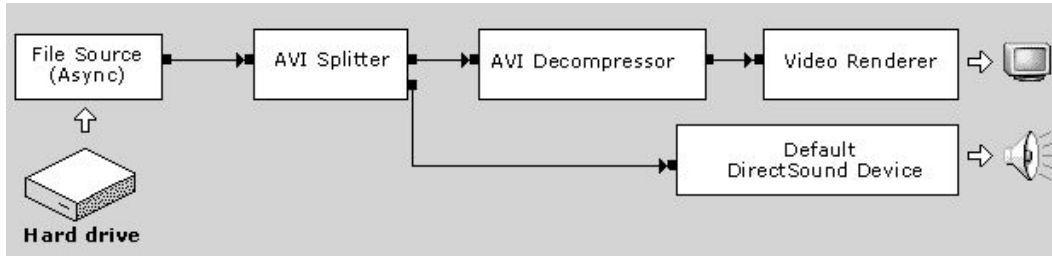 File Source
(Async)
AVI Splitter
AVI Decompressor
Video Renderer
Default
DirectSound Device
Hard drive